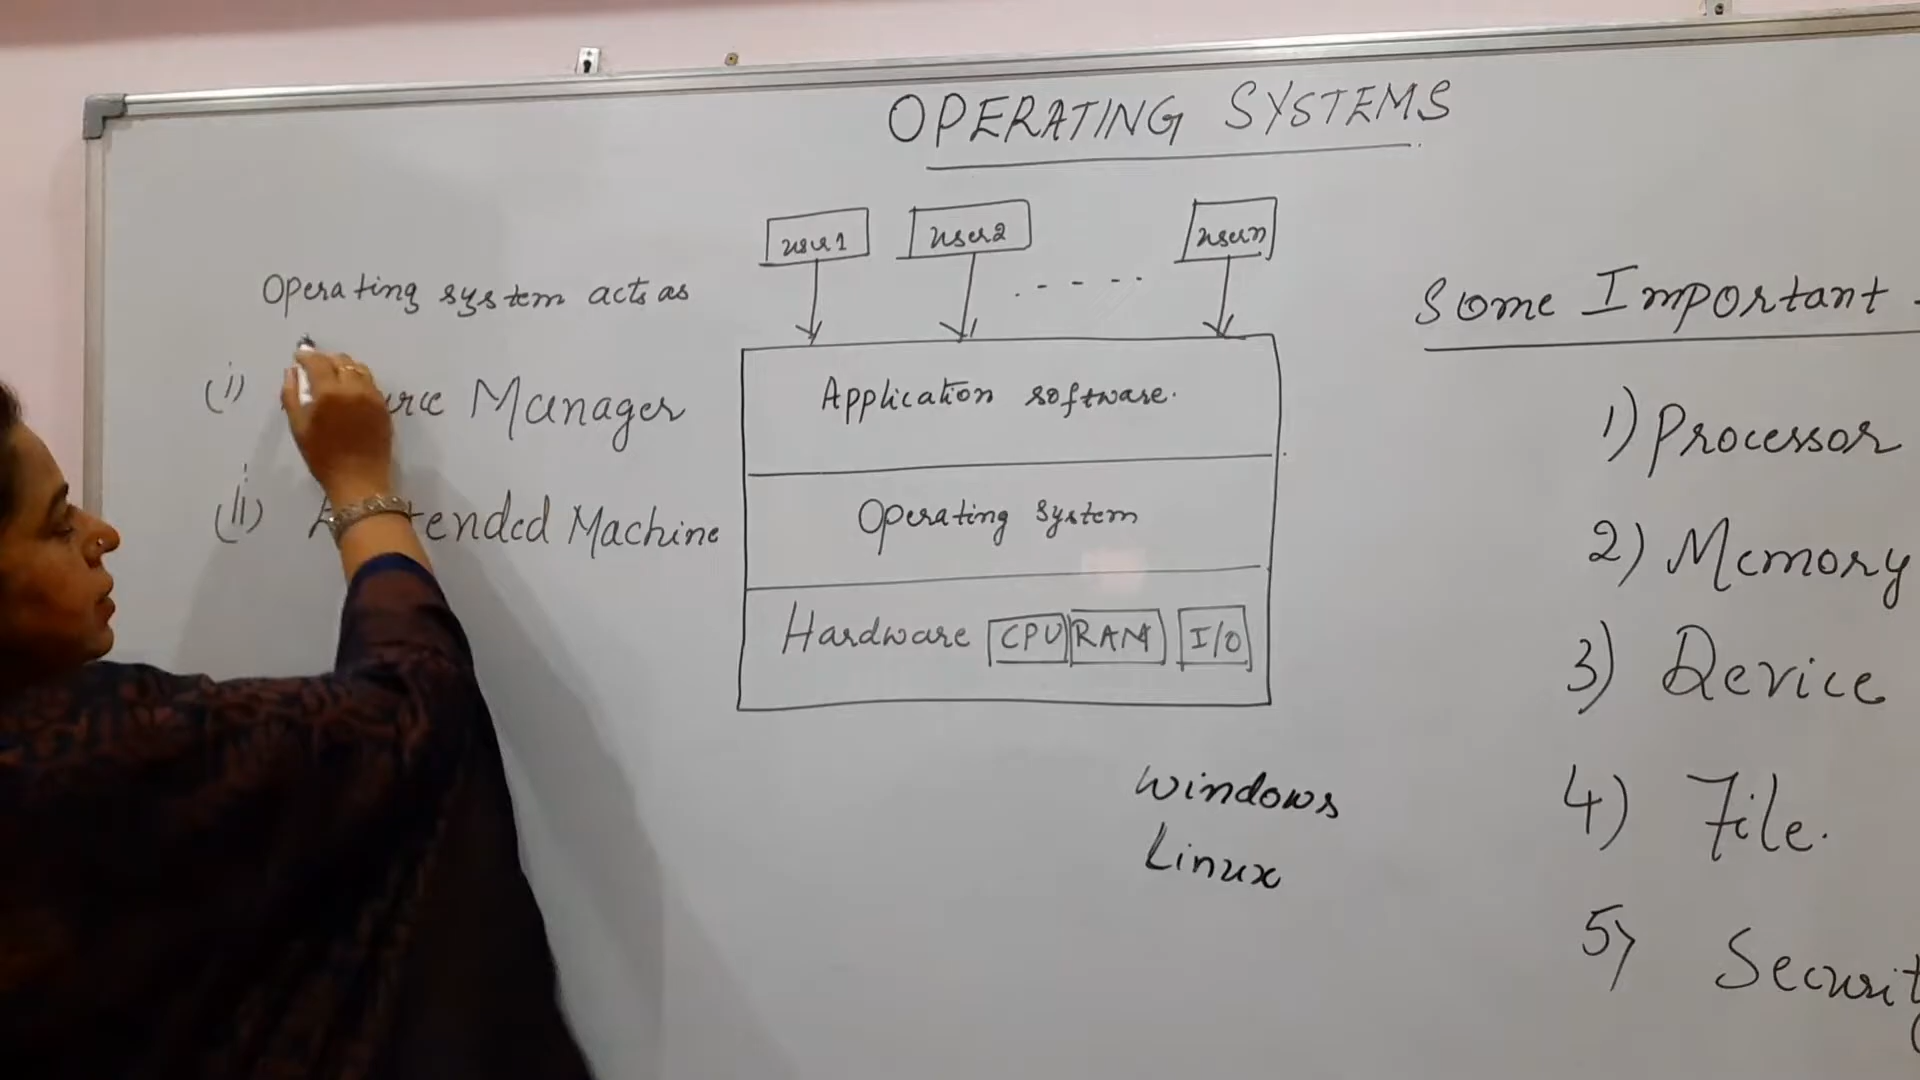 OPERATING SYSTEMS
user1 user2 - - - - - usern
Operating system acts as
(i) Manager
(ii) Machine
Application software.
Operating system
Hardware CPU RAM I/O
Windows
Linux
Some Important
1) Processor
2) Memory
3) Device
4) File.
5)